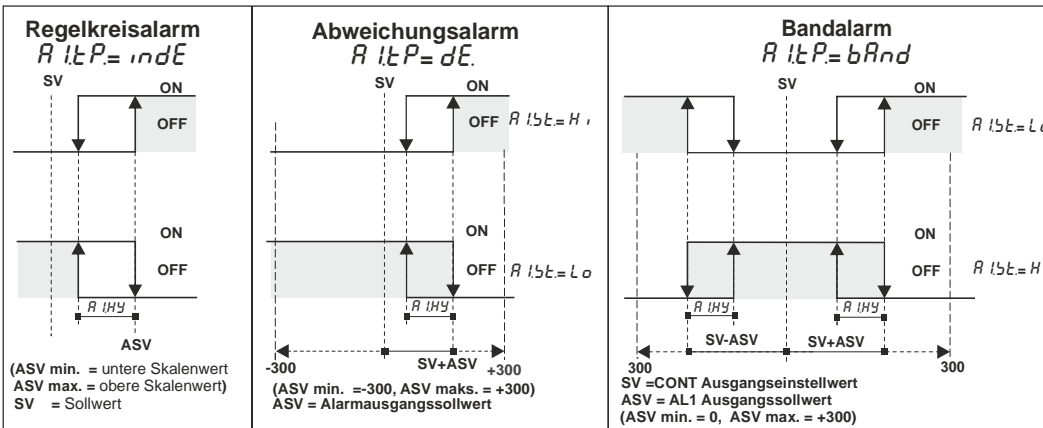 Regelkreisalarm
A1.tP.= indE
SV
ON
OFF
ON
OFF
A1.HY
ASV
(ASV min. = untere Skalenwert
ASV max. = obere Skalenwert)
SV = Sollwert
Abweichungsalarm
A1.tP.= dE.
SV
ON
OFF A1.St.= Hi
ON
OFF A1.St.= Lo
A1.HY
-300 SV+ASV +300
(ASV min. =-300, ASV maks. = +300)
ASV = Alarmausgangssollwert
Bandalarm
A1.tP.= bAnd
SV
ON
OFF A1.St.= Lo
ON
OFF A1.St.= H
A1.HY A1.HY
SV-ASV SV+ASV
300 300
SV =CONT Ausgangseinstellwert
ASV = AL1 Ausgangssollwert
(ASV min. = 0, ASV max. = +300)